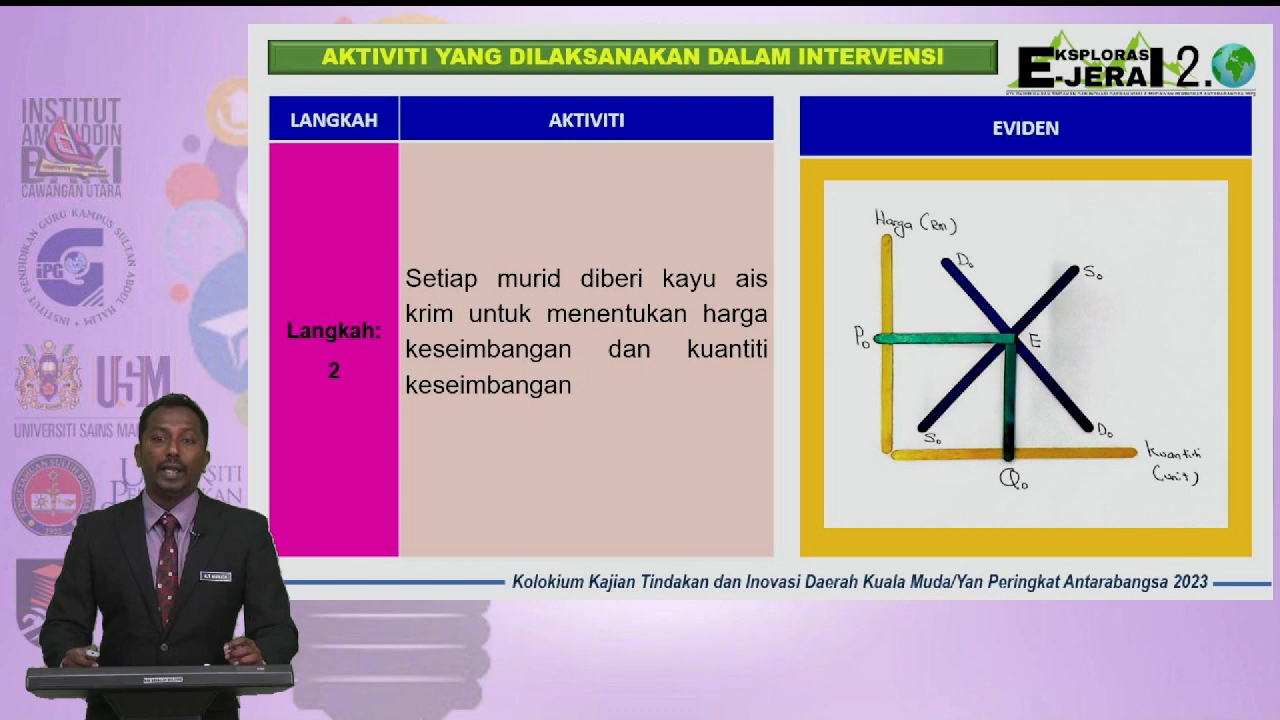 AKTIVITI YANG DILAKSANAKAN DALAM INTERVENSI
EKSPLORASI
E-JERAI 2.0
LANGKAH
AKTIVITI
EVIDEN
Langkah:
2
Setiap murid diberi kayu ais
krim untuk menentukan harga
keseimbangan dan kuantiti
keseimbangan
Harga (RM)
D₀
S₀
P₀
E
S₀
D₀
Q₀
Kuantiti
(unit)
Kolokium Kajian Tindakan dan Inovasi Daerah Kuala Muda/Yan Peringkat Antarabangsa 2023
INSTITUT
AMINUDDIN
BAKI
CAWANGAN UTARA
INSTITUT PENDIDIKAN GURU KAMPUS SULTAN ABDUL HALIM
iPG
USM
UNIVERSITI SAINS